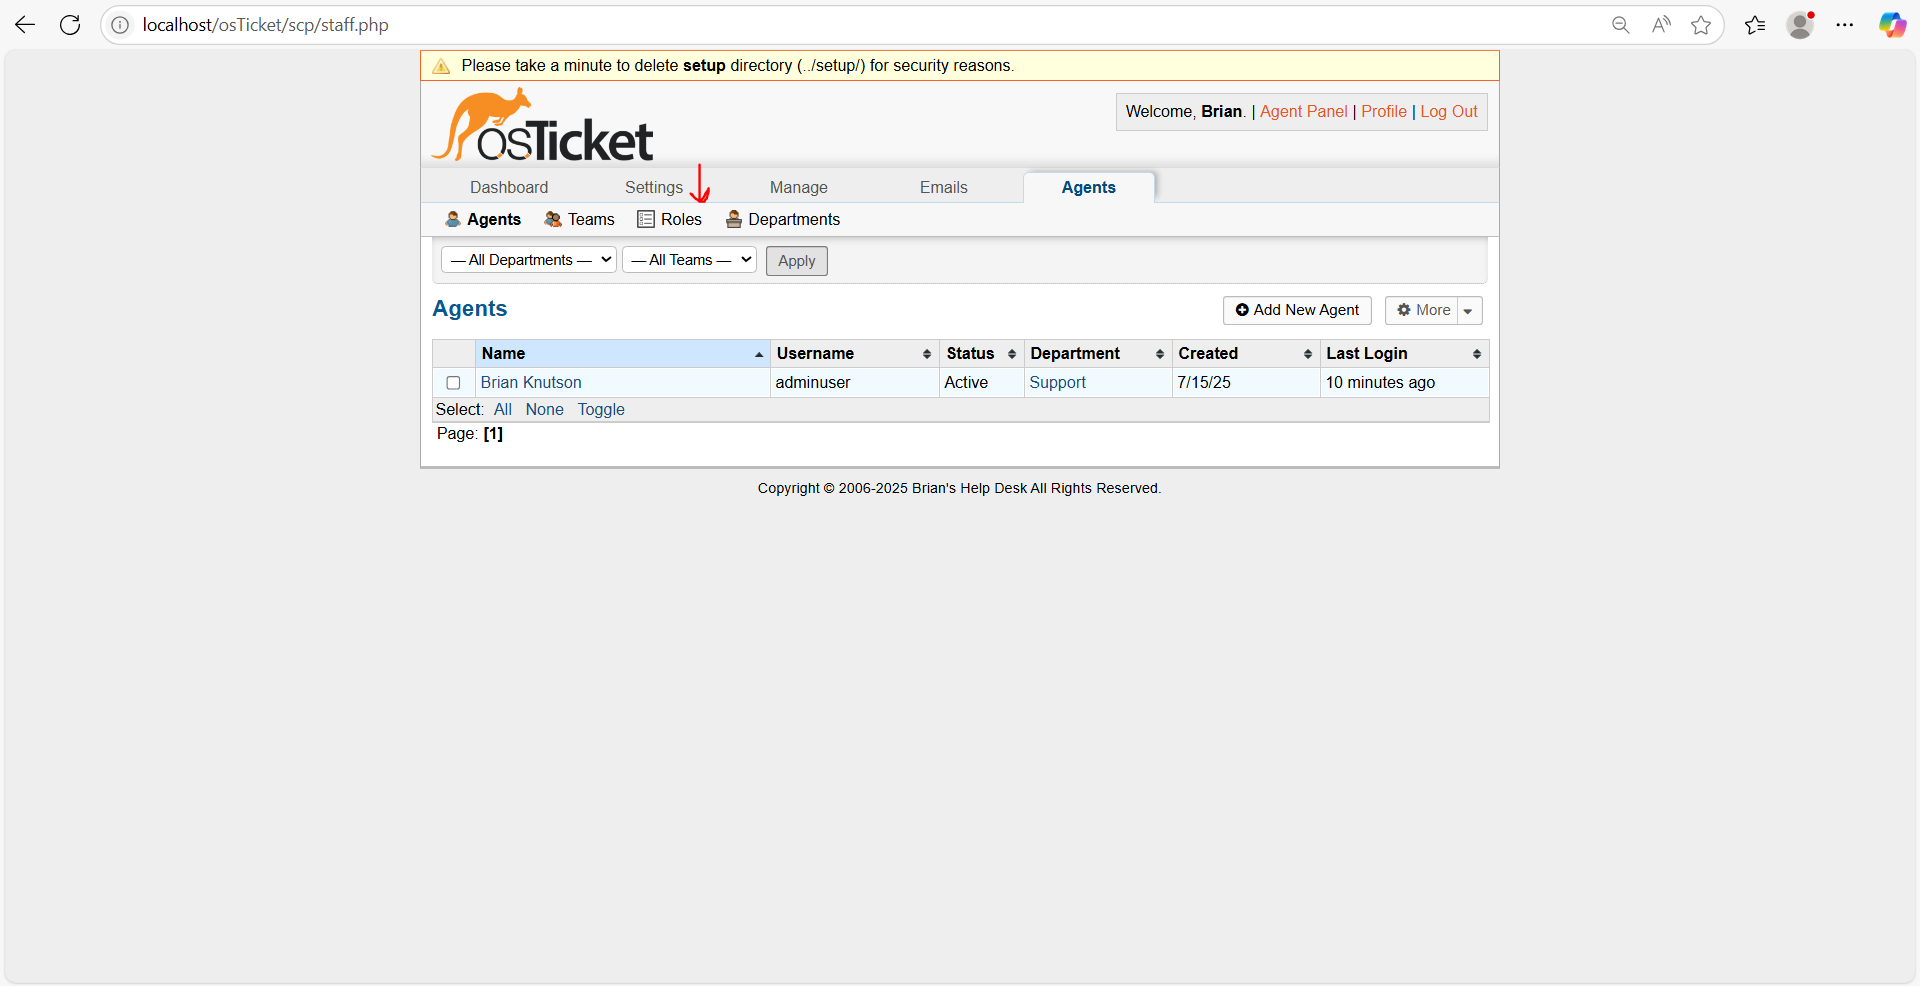 localhost/osTicket/scp/staff.php
Please take a minute to delete setup directory (../setup/) for security reasons.
osTicket
Welcome, Brian. | Agent Panel | Profile | Log Out
Dashboard Settings Manage Emails Agents
Agents Teams Roles Departments
— All Departments — — All Teams — Apply
Agents Add New Agent More
Name Username Status Department Created Last Login
Brian Knutson adminuser Active Support 7/15/25 10 minutes ago
Select: All None Toggle
Page: [1]
Copyright © 2006-2025 Brian's Help Desk All Rights Reserved.